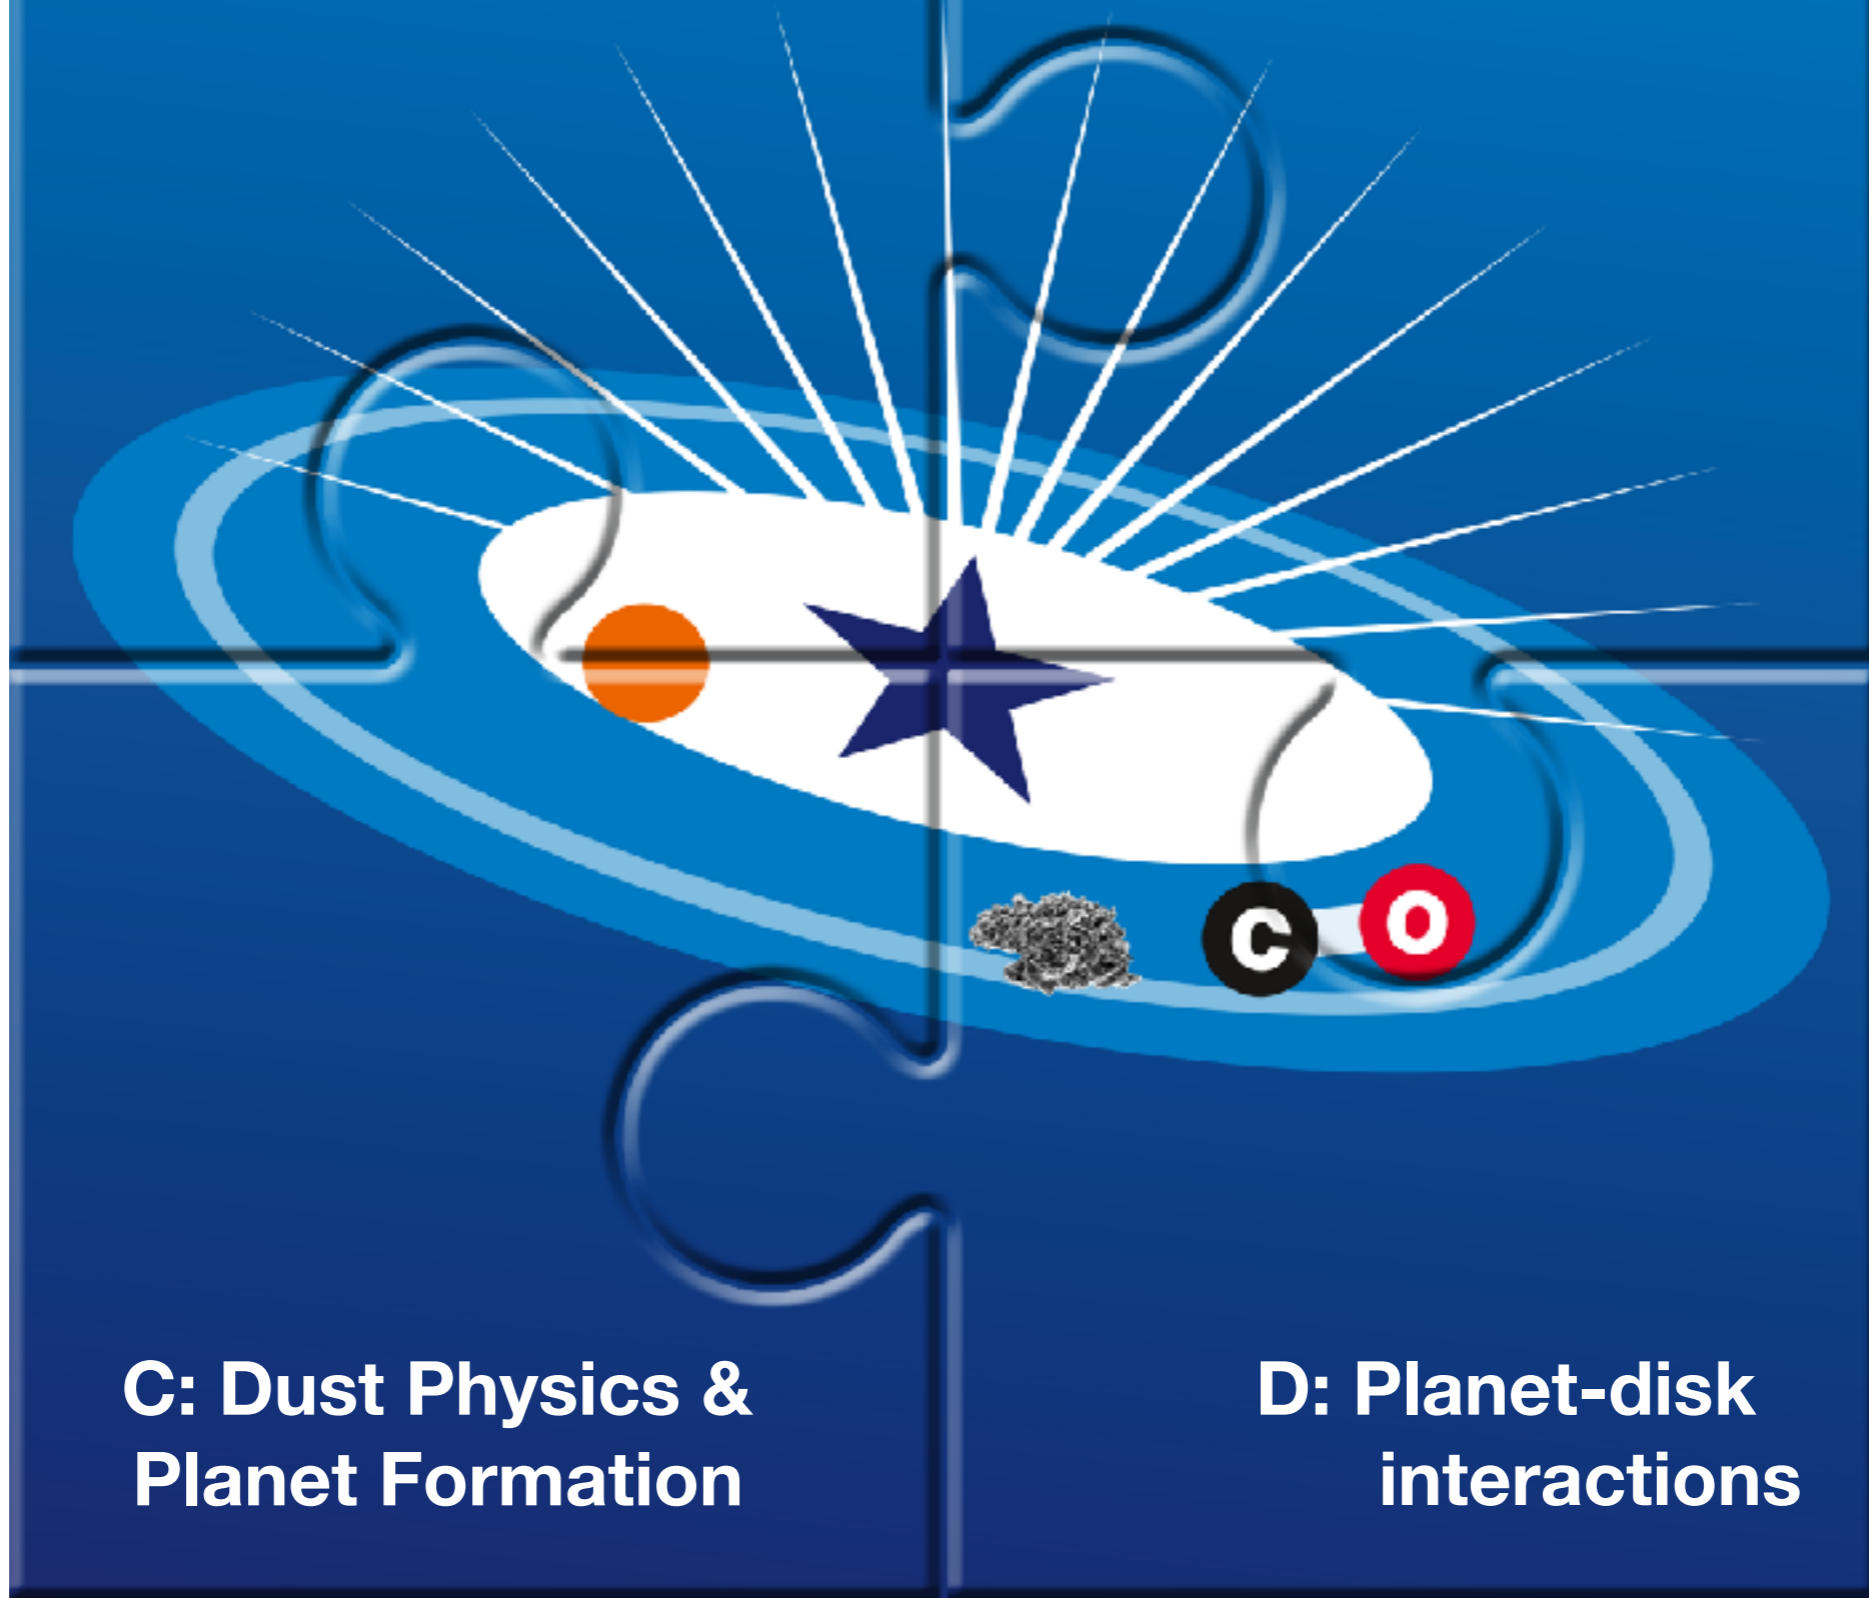 C O
C: Dust Physics &
Planet Formation
D: Planet-disk
interactions